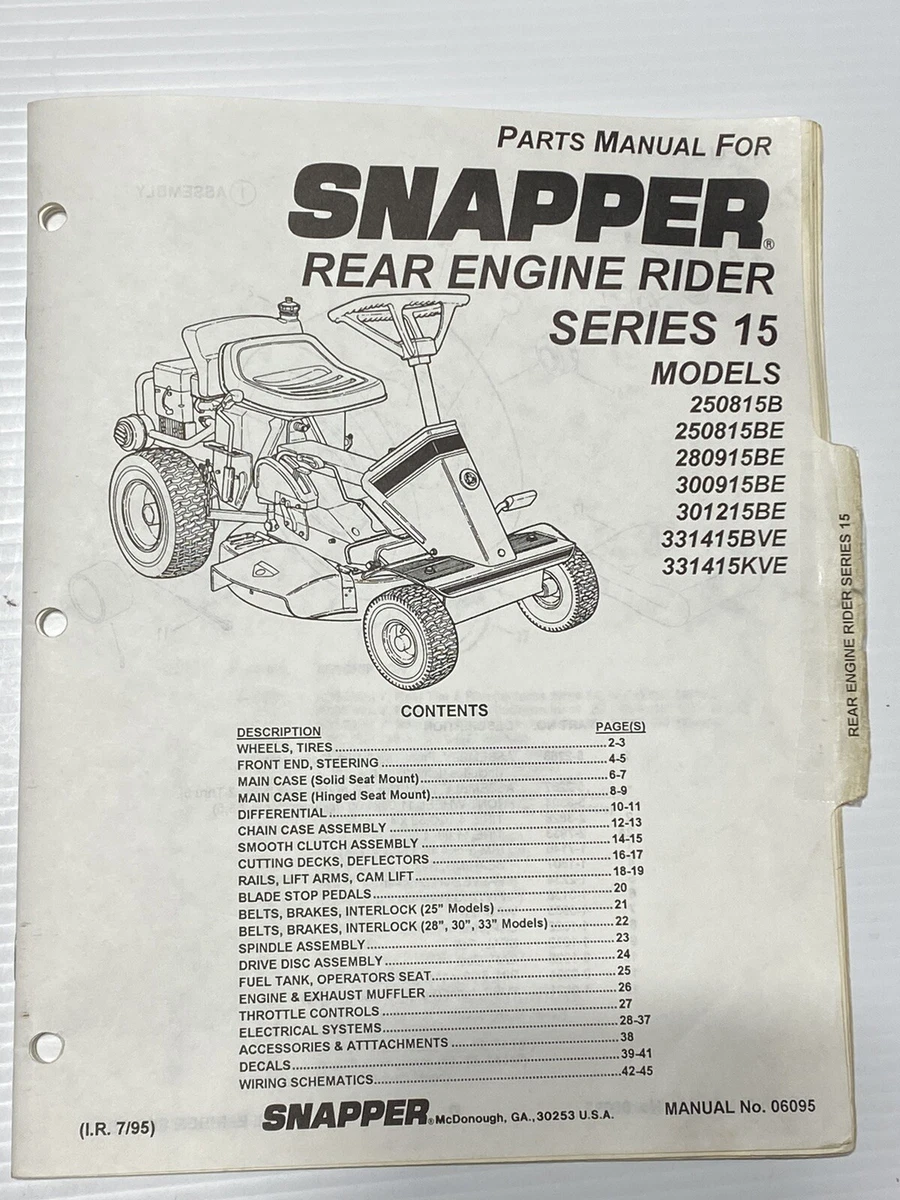 PARTS MANUAL FOR
SNAPPER®
REAR ENGINE RIDER
SERIES 15
MODELS
250815B
250815BE
280915BE
300915BE
301215BE
331415BVE
331415KVE
REAR ENGINE RIDER SERIES 15
CONTENTS
DESCRIPTION PAGE(S)
WHEELS, TIRES 2-3
FRONT END, STEERING 4-5
MAIN CASE (Solid Seat Mount) 6-7
MAIN CASE (Hinged Seat Mount) 8-9
DIFFERENTIAL 10-11
CHAIN CASE ASSEMBLY 12-13
SMOOTH CLUTCH ASSEMBLY 14-15
CUTTING DECKS, DEFLECTORS 16-17
RAILS, LIFT ARMS, CAM LIFT 18-19
BLADE STOP PEDALS 20
BELTS, BRAKES, INTERLOCK (25" Models) 21
BELTS, BRAKES, INTERLOCK (28", 30", 33" Models) 22
SPINDLE ASSEMBLY 23
DRIVE DISC ASSEMBLY 24
FUEL TANK, OPERATORS SEAT 25
ENGINE & EXHAUST MUFFLER 26
THROTTLE CONTROLS 27
ELECTRICAL SYSTEMS 28-37
ACCESSORIES & ATTTACHMENTS 38
DECALS 39-41
WIRING SCHEMATICS 42-45
(I.R. 7/95) SNAPPER® McDonough, GA., 30253 U.S.A. MANUAL No. 06095